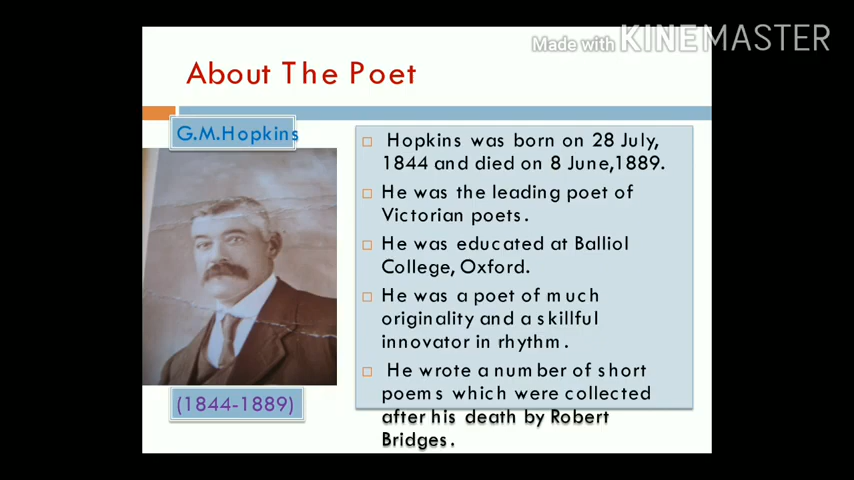 Made with KINEMASTER
About The Poet
G.M.Hopkins
(1844-1889)
Hopkins was born on 28 July,
1844 and died on 8 June,1889.
He was the leading poet of
Victorian poets.
He was educated at Balliol
College, Oxford.
He was a poet of much
originality and a skillful
innovator in rhythm.
He wrote a number of short
poems which were collected
after his death by Robert
Bridges.